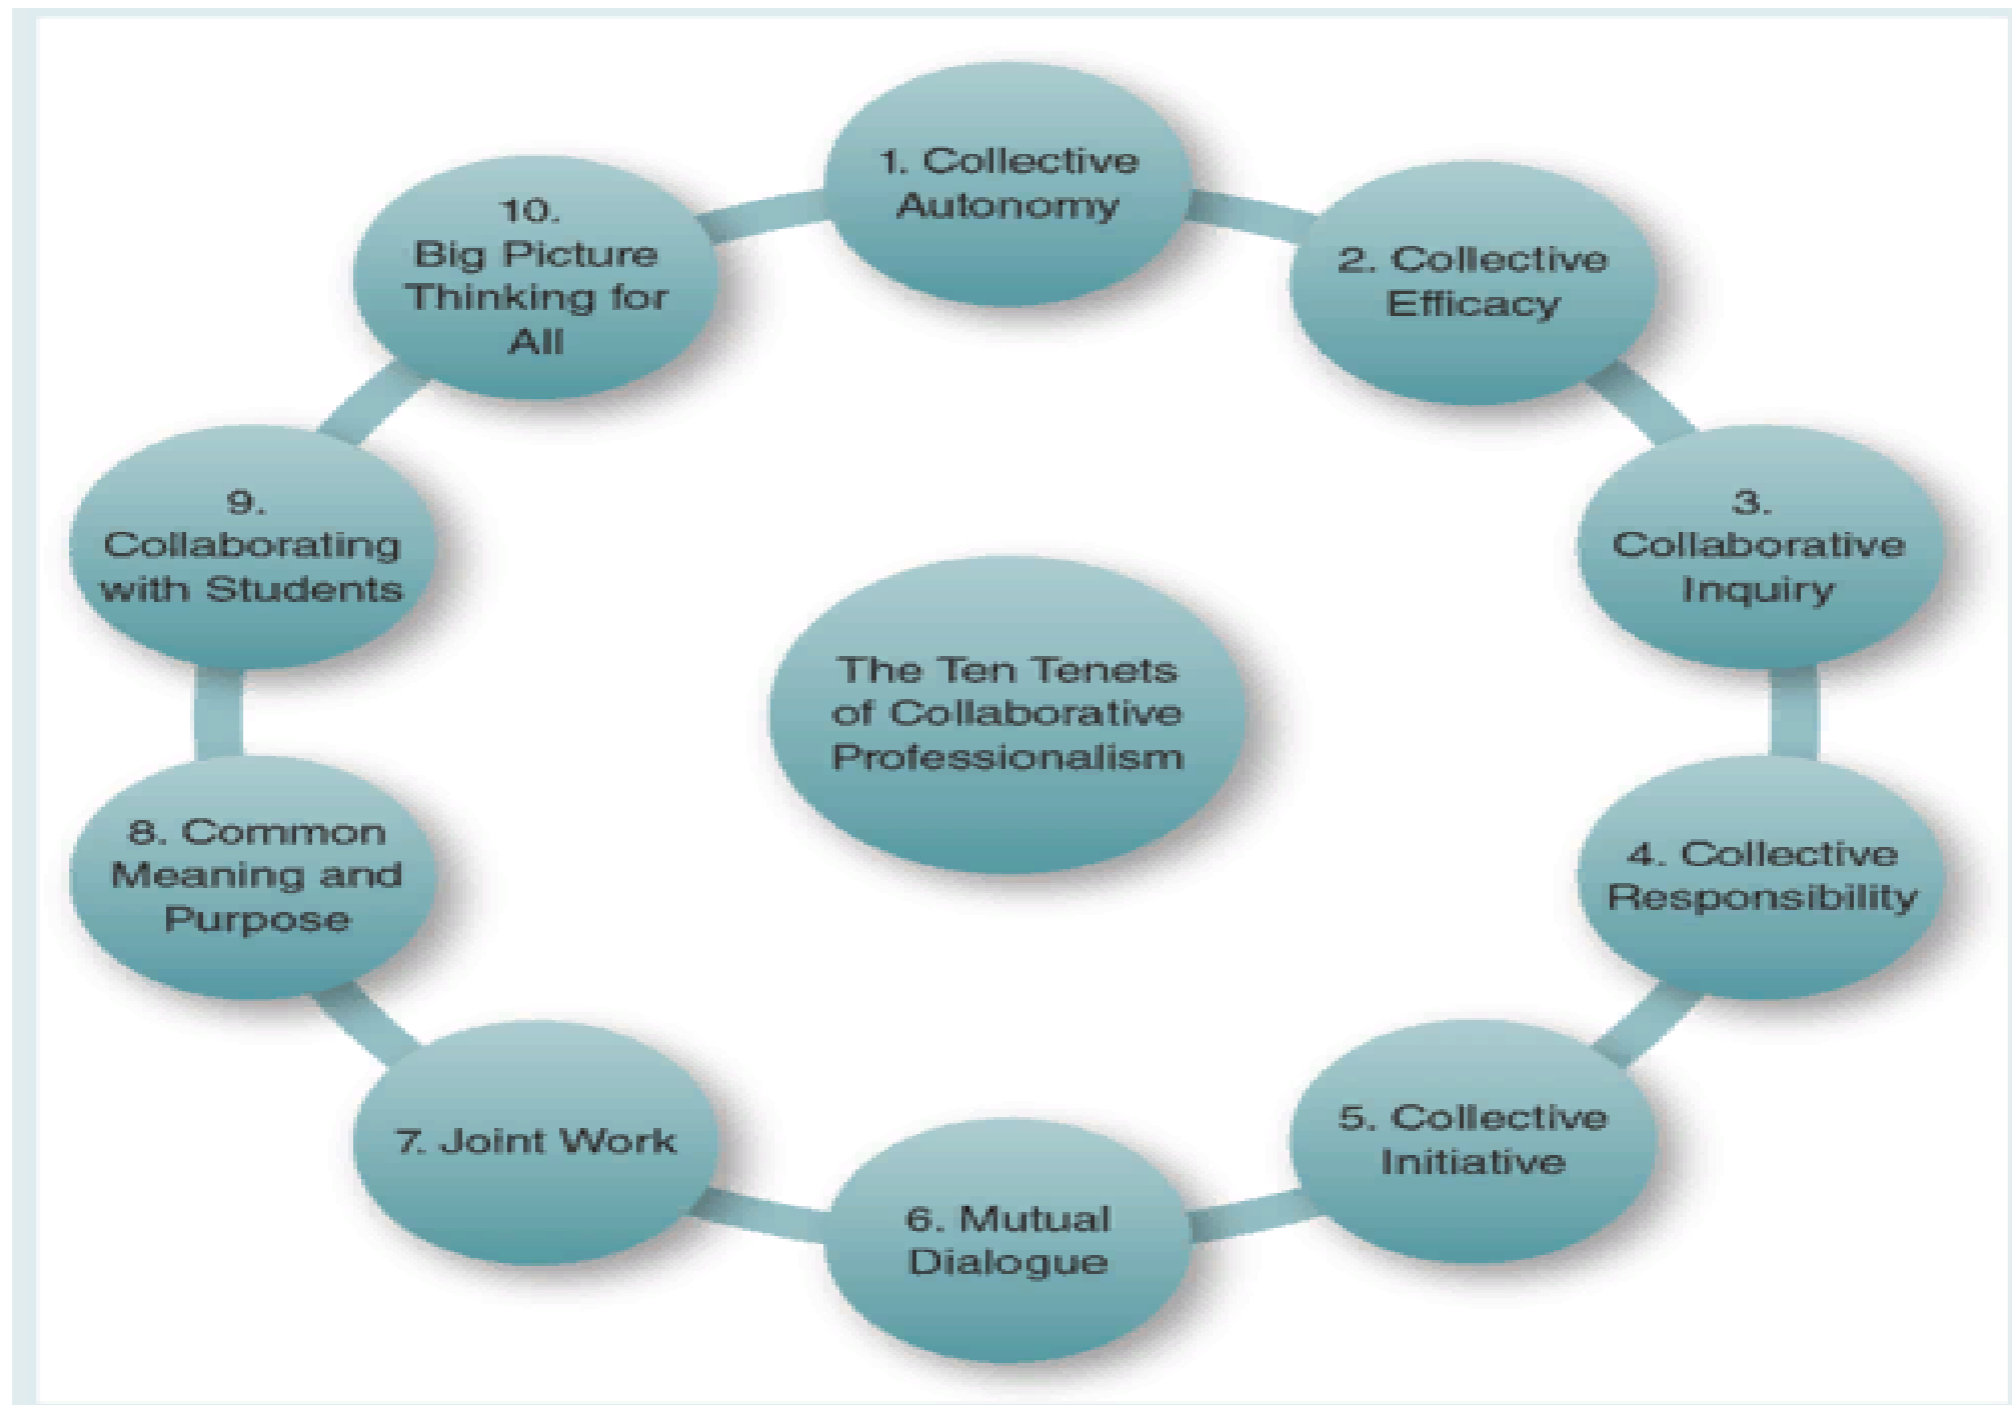 The Ten Tenets
of Collaborative
Professionalism
1. Collective
Autonomy
2. Collective
Efficacy
3.
Collaborative
Inquiry
4. Collective
Responsibility
5. Collective
Initiative
6. Mutual
Dialogue
7. Joint Work
8. Common
Meaning and
Purpose
9.
Collaborating
with Students
10.
Big Picture
Thinking for
All